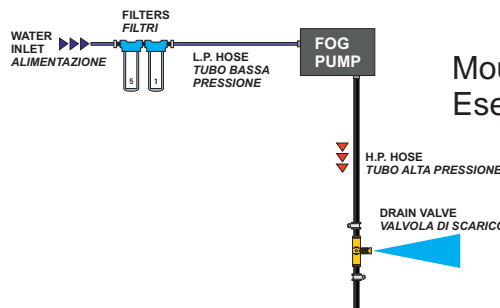 FILTERS
FILTRI
WATER
INLET
ALIMENTAZIONE
5 1
L.P. HOSE
TUBO BASSA
PRESSIONE
FOG
PUMP
H.P. HOSE
TUBO ALTA PRESSIONE
DRAIN VALVE
VALVOLA DI SCARICO